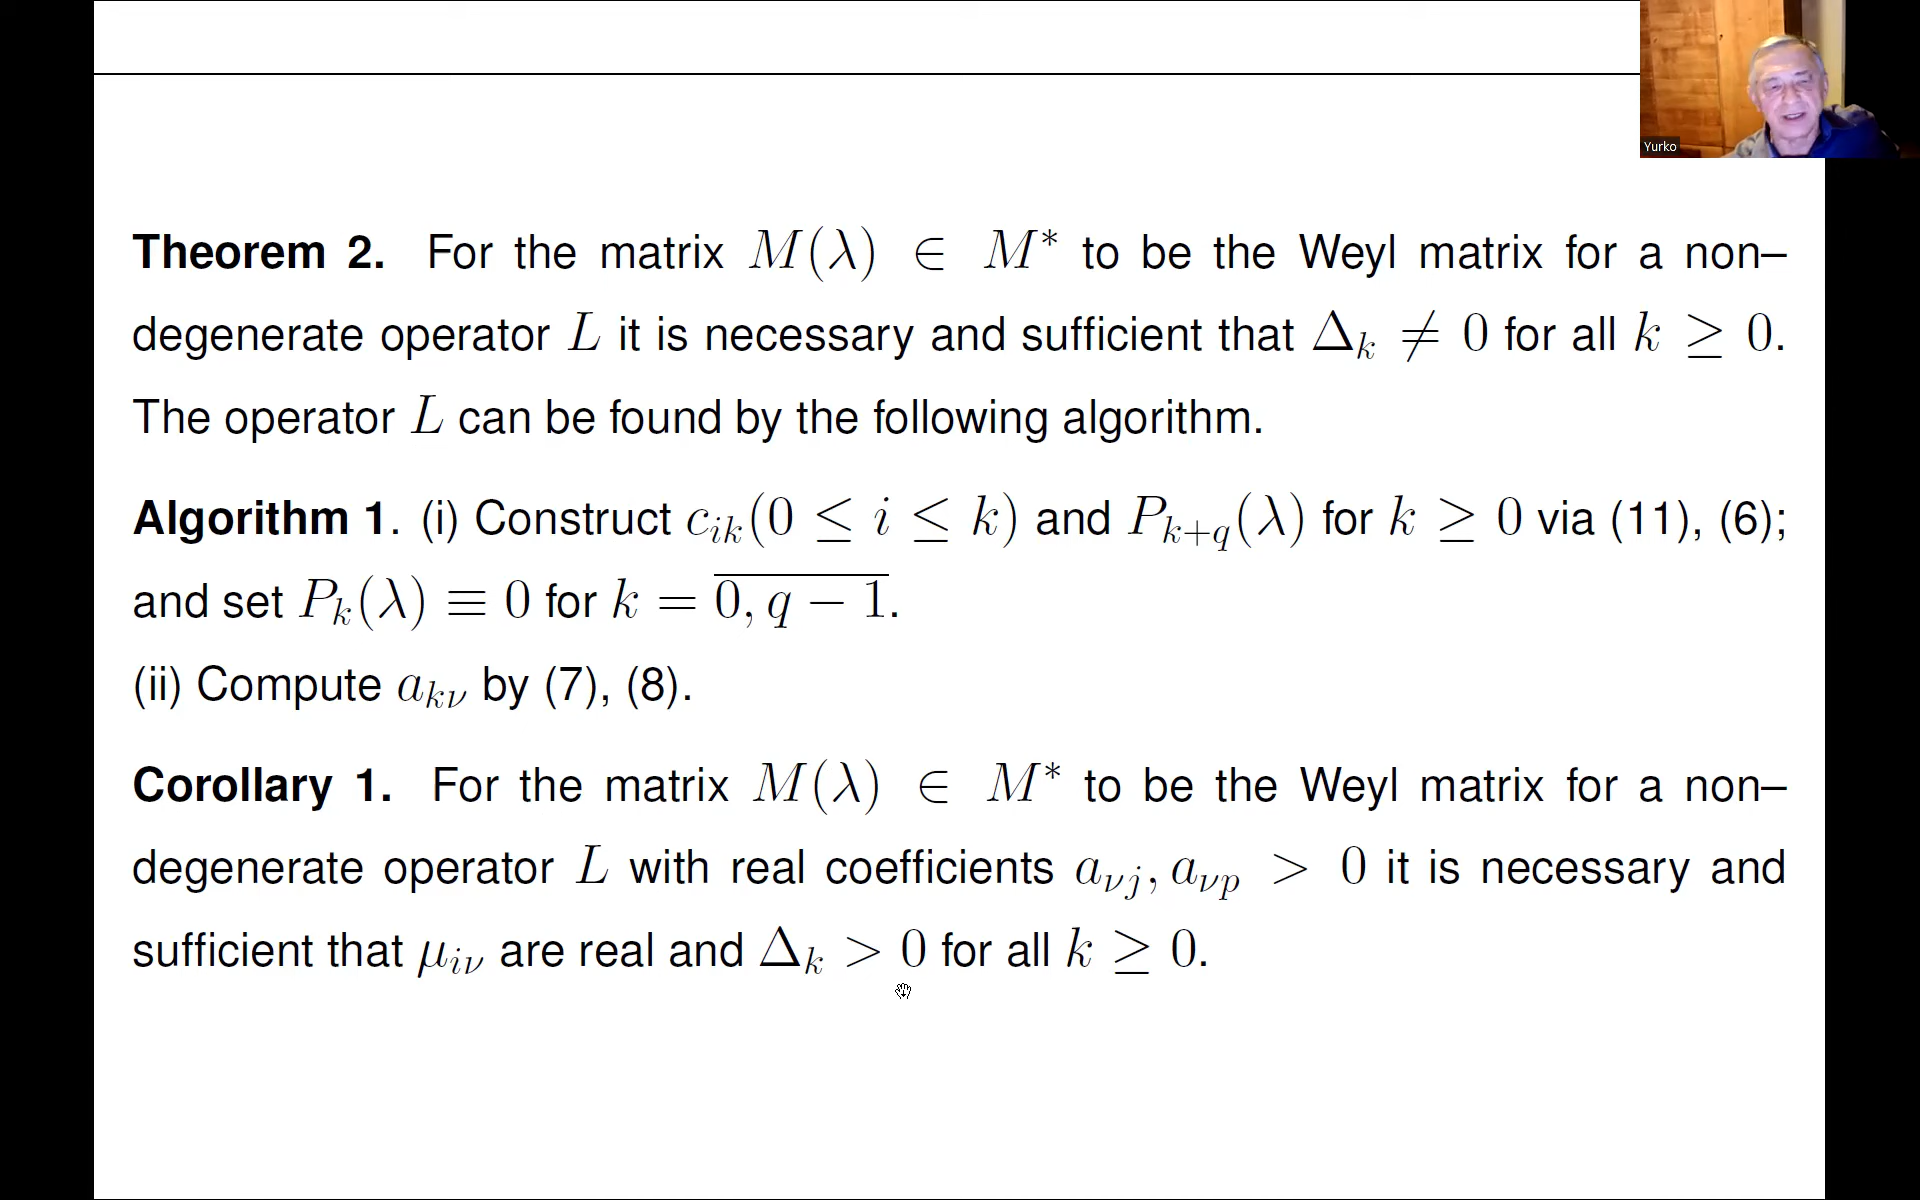 Yurko
Theorem 2. For the matrix M(λ) ∈ M* to be the Weyl matrix for a non–
degenerate operator L it is necessary and sufficient that Δ_k ≠ 0 for all k ≥ 0.
The operator L can be found by the following algorithm.
Algorithm 1. (i) Construct c_{ik}(0 ≤ i ≤ k) and P_{k+q}(λ) for k ≥ 0 via (11), (6);
and set P_k(λ) ≡ 0 for k = \overline{0, q − 1}.
(ii) Compute a_{kν} by (7), (8).
Corollary 1. For the matrix M(λ) ∈ M* to be the Weyl matrix for a non–
degenerate operator L with real coefficients a_{νj}, a_{νp} > 0 it is necessary and
sufficient that μ_{iν} are real and Δ_k > 0 for all k ≥ 0.